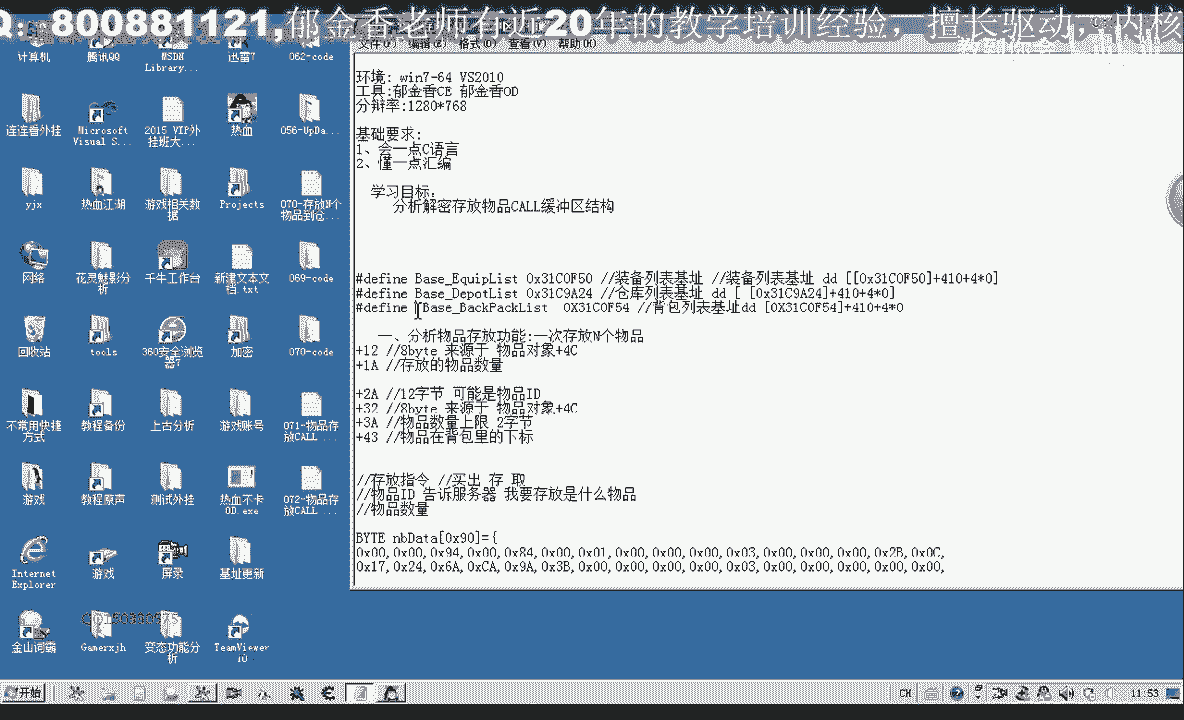 Q: 800881121,郁金香老师有近20年的教学培训经验一擅长驱动,内核
文件(F) 编辑(E) 格式(O) 查看(V) 帮助(H)
计算机 腾讯QQ MSDN Library... 迅雷7 062-code
连连看外挂 Microsoft Visual S... 2015 VIP外挂班大... 热血 056-UpDa...
yjx 热血江湖 游戏相关数据 Projects 070-存放N个物品到仓...
网络 花灵魅影分析 千牛工作台 新建文本文档.txt 069-code
回收站 tools 360安全浏览器7 加密 070-code
不常用快捷方式 教程备份 上古分析 游戏账号 071-物品存放CALL ...
游戏 教程原声 测试外挂 热血不卡OD.exe 072-物品存放CALL ...
Internet Explorer 游戏 屏录 基址更新
金山词霸 Gamerxjh 变态功能分析 TeamViewer 10
环境: win7-64 VS2010
工具:郁金香CE 郁金香OD
分辩率:1280*768
基础要求:
1、会一点C语言
2、懂一点汇编
学习目标:
分析解密存放物品CALL缓冲区结构
#define Base_EquipList 0x31C0F50 //装备列表基址 //装备列表基址 dd [[0x31C0F50]+410+4*0]
#define Base_DepotList 0x31C9A24 //仓库列表基址 dd [ [0x31C9A24]+410+4*0]
#define Base_BackPackList 0X31C0F54 //背包列表基址dd [0X31C0F54]+410+4*0
一、分析物品存放功能:一次存放N个物品
+12 //8byte 来源于 物品对象+4C
+1A //存放的物品数量
+2A //12字节 可能是物品ID
+32 //8byte 来源于 物品对象+4C
+3A //物品数量上限 2字节
+43 //物品在背包里的下标
//存放指令 //买出 存 取
//物品ID 告诉服务器 我要存放是什么物品
//物品数量
BYTE nbData[0x90]={
0x00,0x00,0x94,0x00,0x84,0x00,0x01,0x00,0x00,0x00,0x03,0x00,0x00,0x00,0x2B,0x0C,
0x17,0x24,0x6A,0xCA,0x9A,0x3B,0x00,0x00,0x00,0x00,0x03,0x00,0x00,0x00,0x00,0x00,
开始
CH
11:53